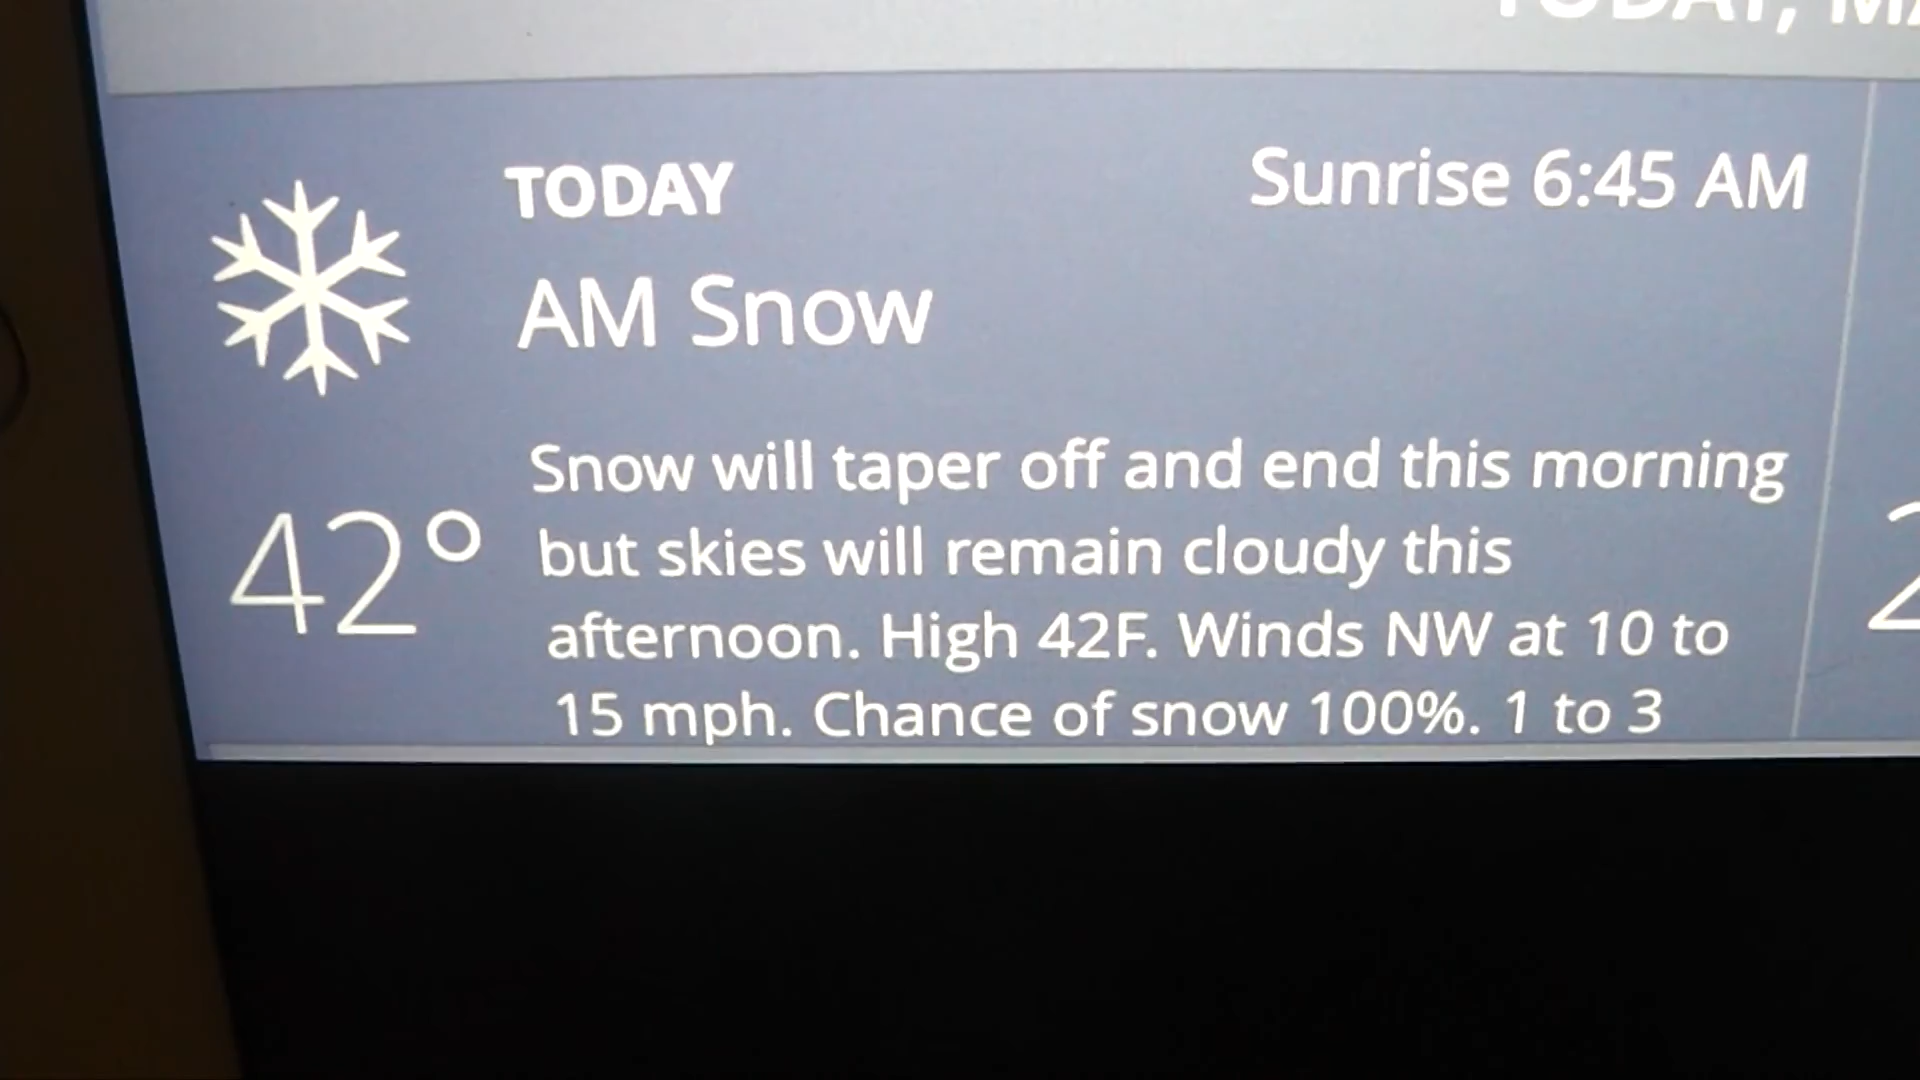 TODAY,
TODAY
Sunrise 6:45 AM
AM Snow
42°
Snow will taper off and end this morning
but skies will remain cloudy this
afternoon. High 42F. Winds NW at 10 to
15 mph. Chance of snow 100%. 1 to 3